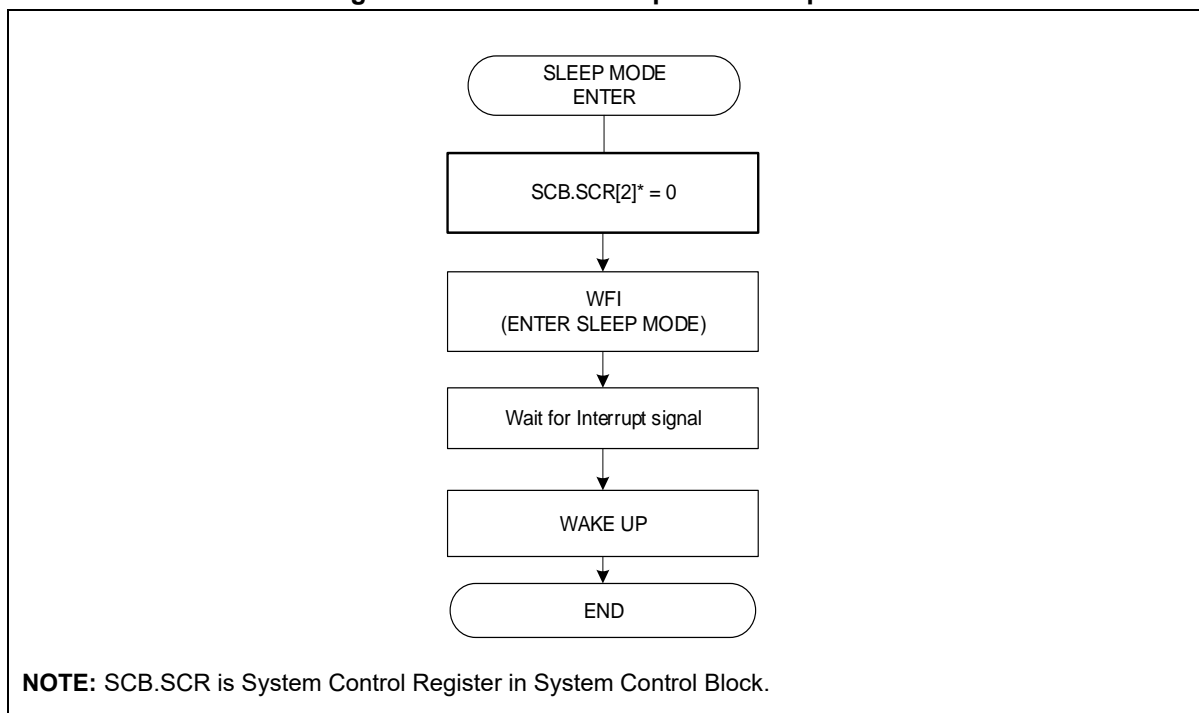 SLEEP MODE
ENTER
SCB.SCR[2]* = 0
WFI
(ENTER SLEEP MODE)
Wait for Interrupt signal
WAKE UP
END
NOTE: SCB.SCR is System Control Register in System Control Block.